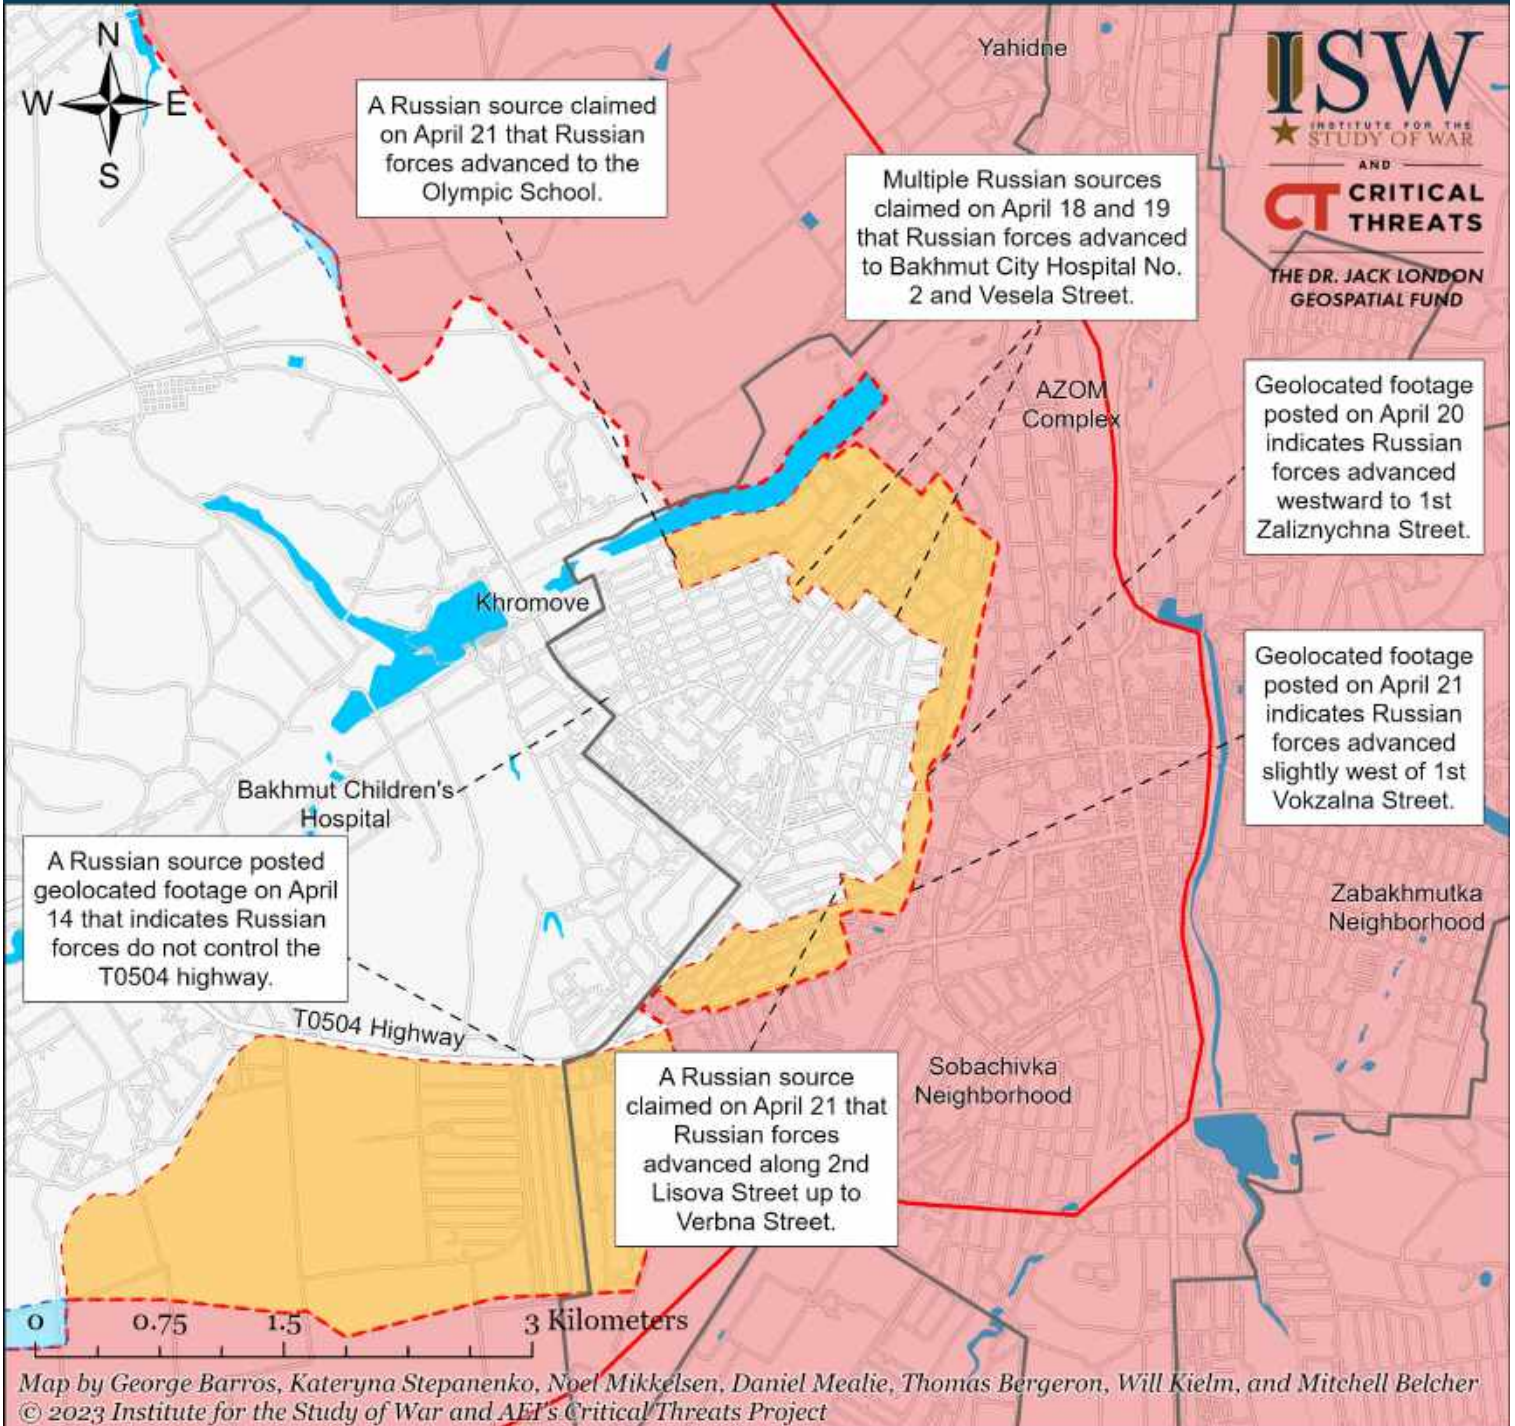 N
W E
S
Yahidne
ISW
INSTITUTE FOR THE
STUDY OF WAR
AND
CT CRITICAL
THREATS
THE DR. JACK LONDON
GEOSPATIAL FUND
A Russian source claimed
on April 21 that Russian
forces advanced to the
Olympic School.
Multiple Russian sources
claimed on April 18 and 19
that Russian forces advanced
to Bakhmut City Hospital No.
2 and Vesela Street.
AZOM
Complex
Geolocated footage
posted on April 20
indicates Russian
forces advanced
westward to 1st
Zaliznychna Street.
Khromove
Geolocated footage
posted on April 21
indicates Russian
forces advanced
slightly west of 1st
Vokzalna Street.
Bakhmut Children's
Hospital
A Russian source posted
geolocated footage on April
14 that indicates Russian
forces do not control the
T0504 highway.
Zabakhmutka
Neighborhood
T0504 Highway
A Russian source
claimed on April 21 that
Russian forces
advanced along 2nd
Lisova Street up to
Verbna Street.
Sobachivka
Neighborhood
0 0.75 1.5 3 Kilometers
Map by George Barros, Kateryna Stepanenko, Noel Mikkelsen, Daniel Mealie, Thomas Bergeron, Will Kielm, and Mitchell Belcher
© 2023 Institute for the Study of War and AEI's Critical Threats Project